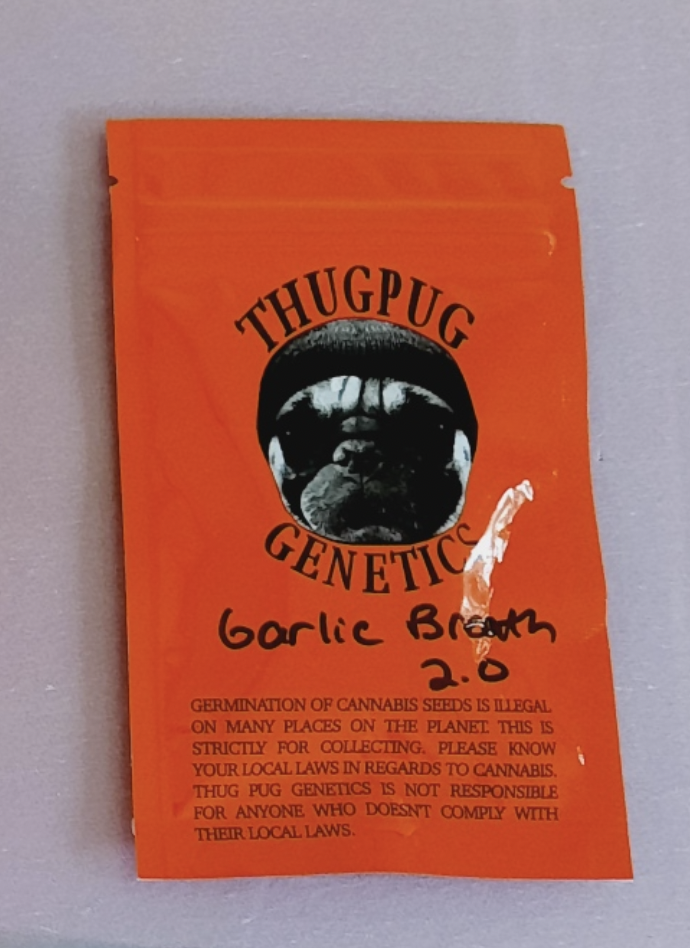 THUGPUG
GENETICS
Garlic Breath
2.0
GERMINATION OF CANNABIS SEEDS IS ILLEGAL
ON MANY PLACES ON THE PLANET. THIS IS
STRICTLY FOR COLLECTING. PLEASE KNOW
YOUR LOCAL LAWS IN REGARDS TO CANNABIS.
THUG PUG GENETICS IS NOT RESPONSIBLE
FOR ANYONE WHO DOESN'T COMPLY WITH
THEIR LOCAL LAWS.